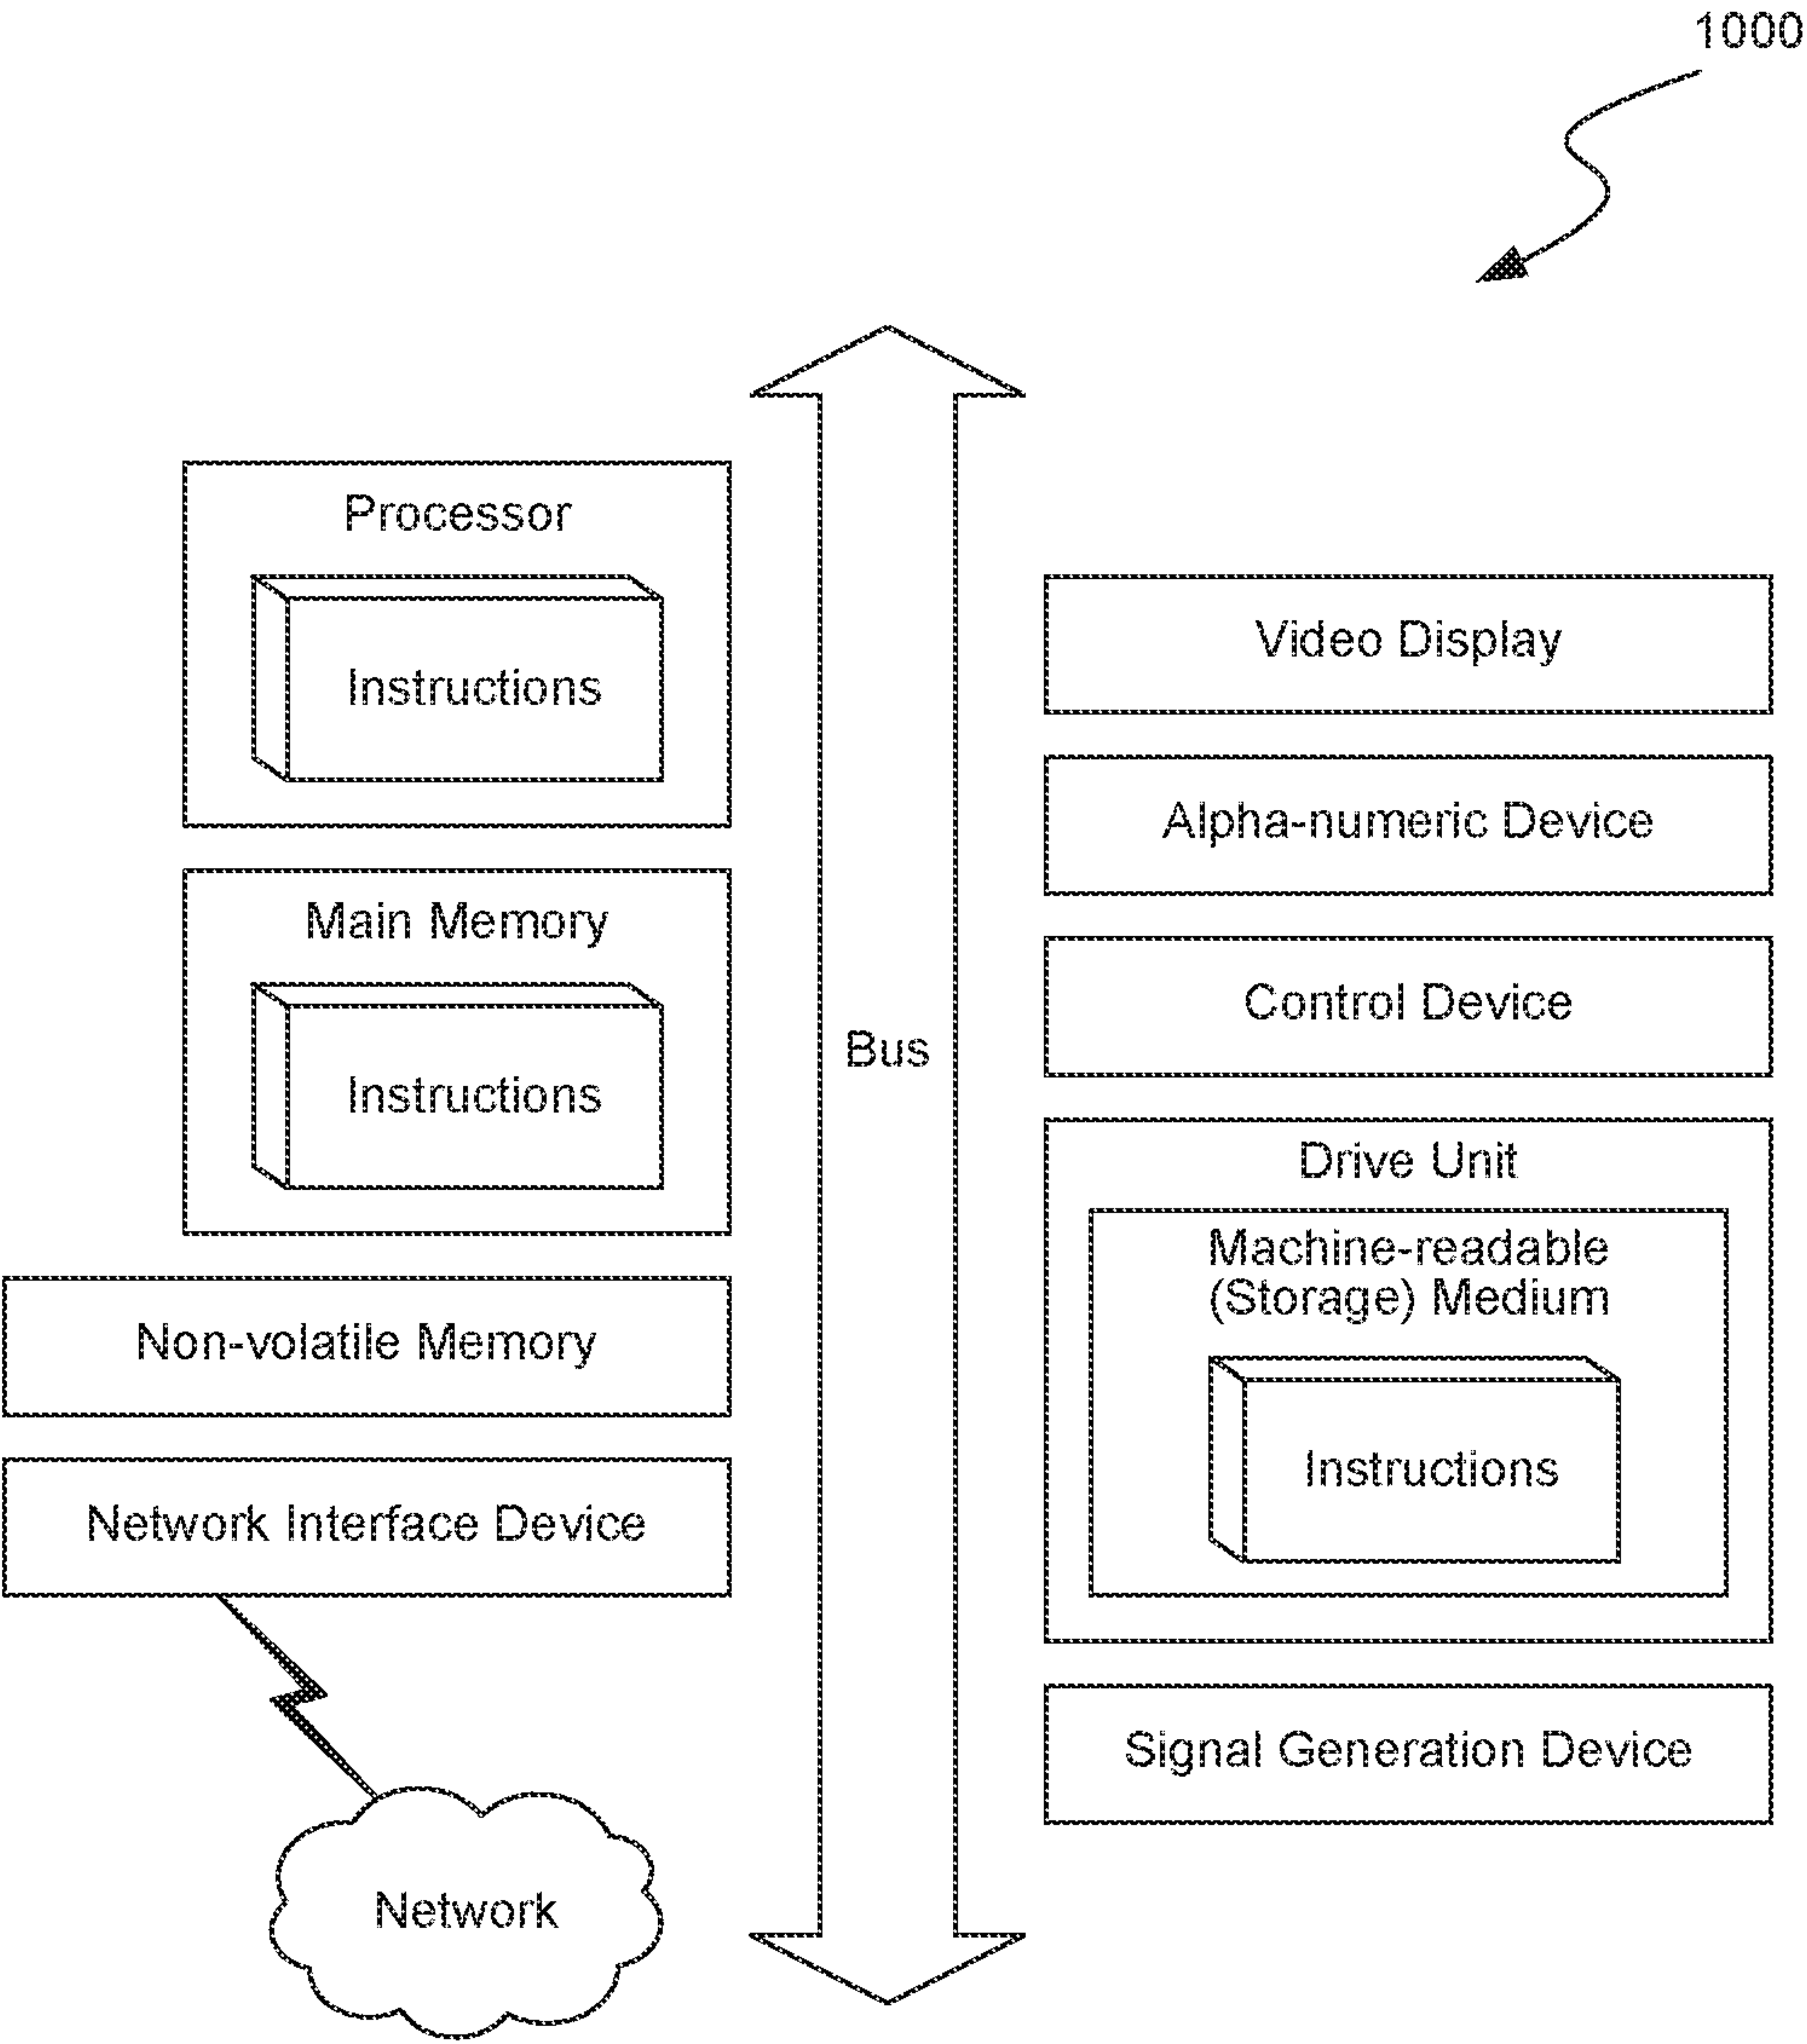 1000
Processor
Instructions
Main Memory
Instructions
Non-volatile Memory
Network Interface Device
Network
Bus
Video Display
Alpha-numeric Device
Control Device
Drive Unit
Machine-readable
(Storage) Medium
Instructions
Signal Generation Device